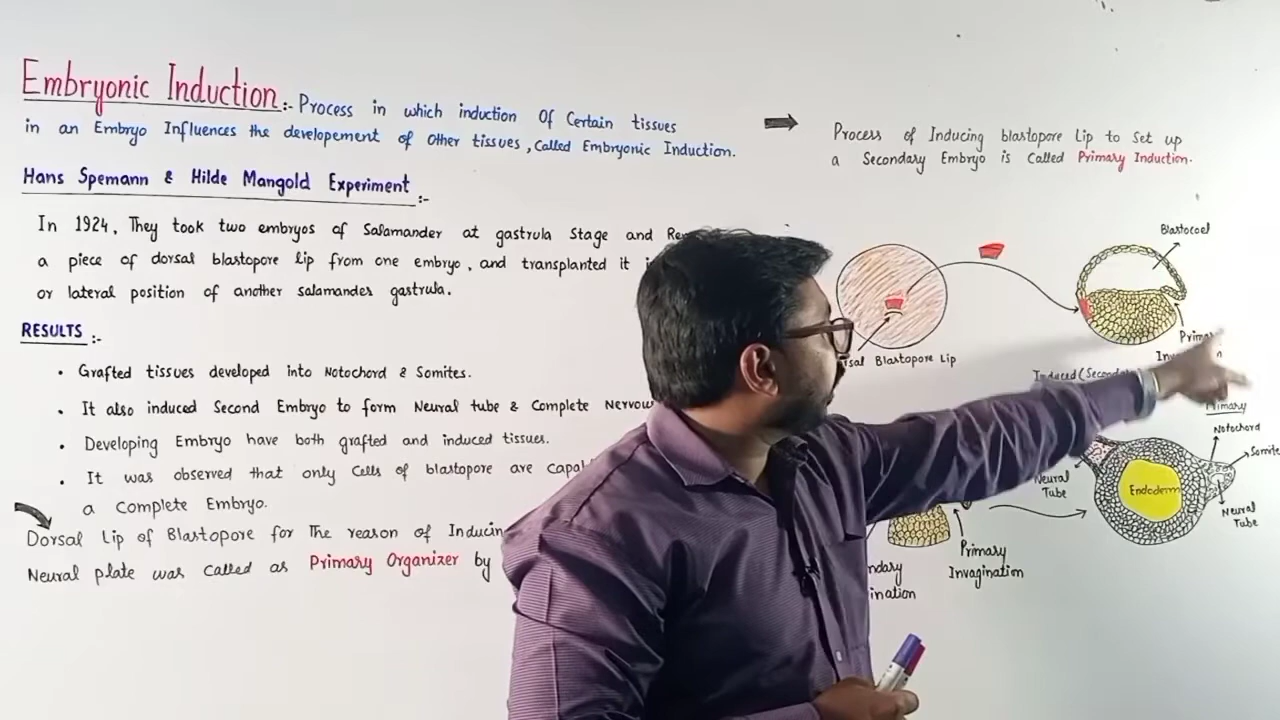 Embryonic Induction :- Process in which induction Of Certain tissues
in an Embryo Influences the developement of Other tissues, Called Embryonic Induction.
Hans Spemann & Hilde Mangold Experiment :-
In 1924, They took two embryos of Salamander at gastrula Stage and
a piece of dorsal blastopore lip from one embryo, and transplanted it
or lateral position of another salamander gastrula.
RESULTS :-
• Grafted tissues developed into Notochord & Somites.
• It also induced Second Embryo to form Neural tube & Complete Nervous
• Developing Embryo have both grafted and induced tissues.
• It was observed that only Cells of blastopore are
a Complete Embryo.
Dorsal Lip of Blastopore for The reason of
Neural plate was called as Primary Organizer by
Process of Inducing blastopore Lip to Set up
a Secondary Embryo is Called Primary Induction.
Blastocoel
Blastopore Lip
Induced
Notochord
Somite
Neural
Tube
Endoderm
Neural
Tube
Primary
Invagination